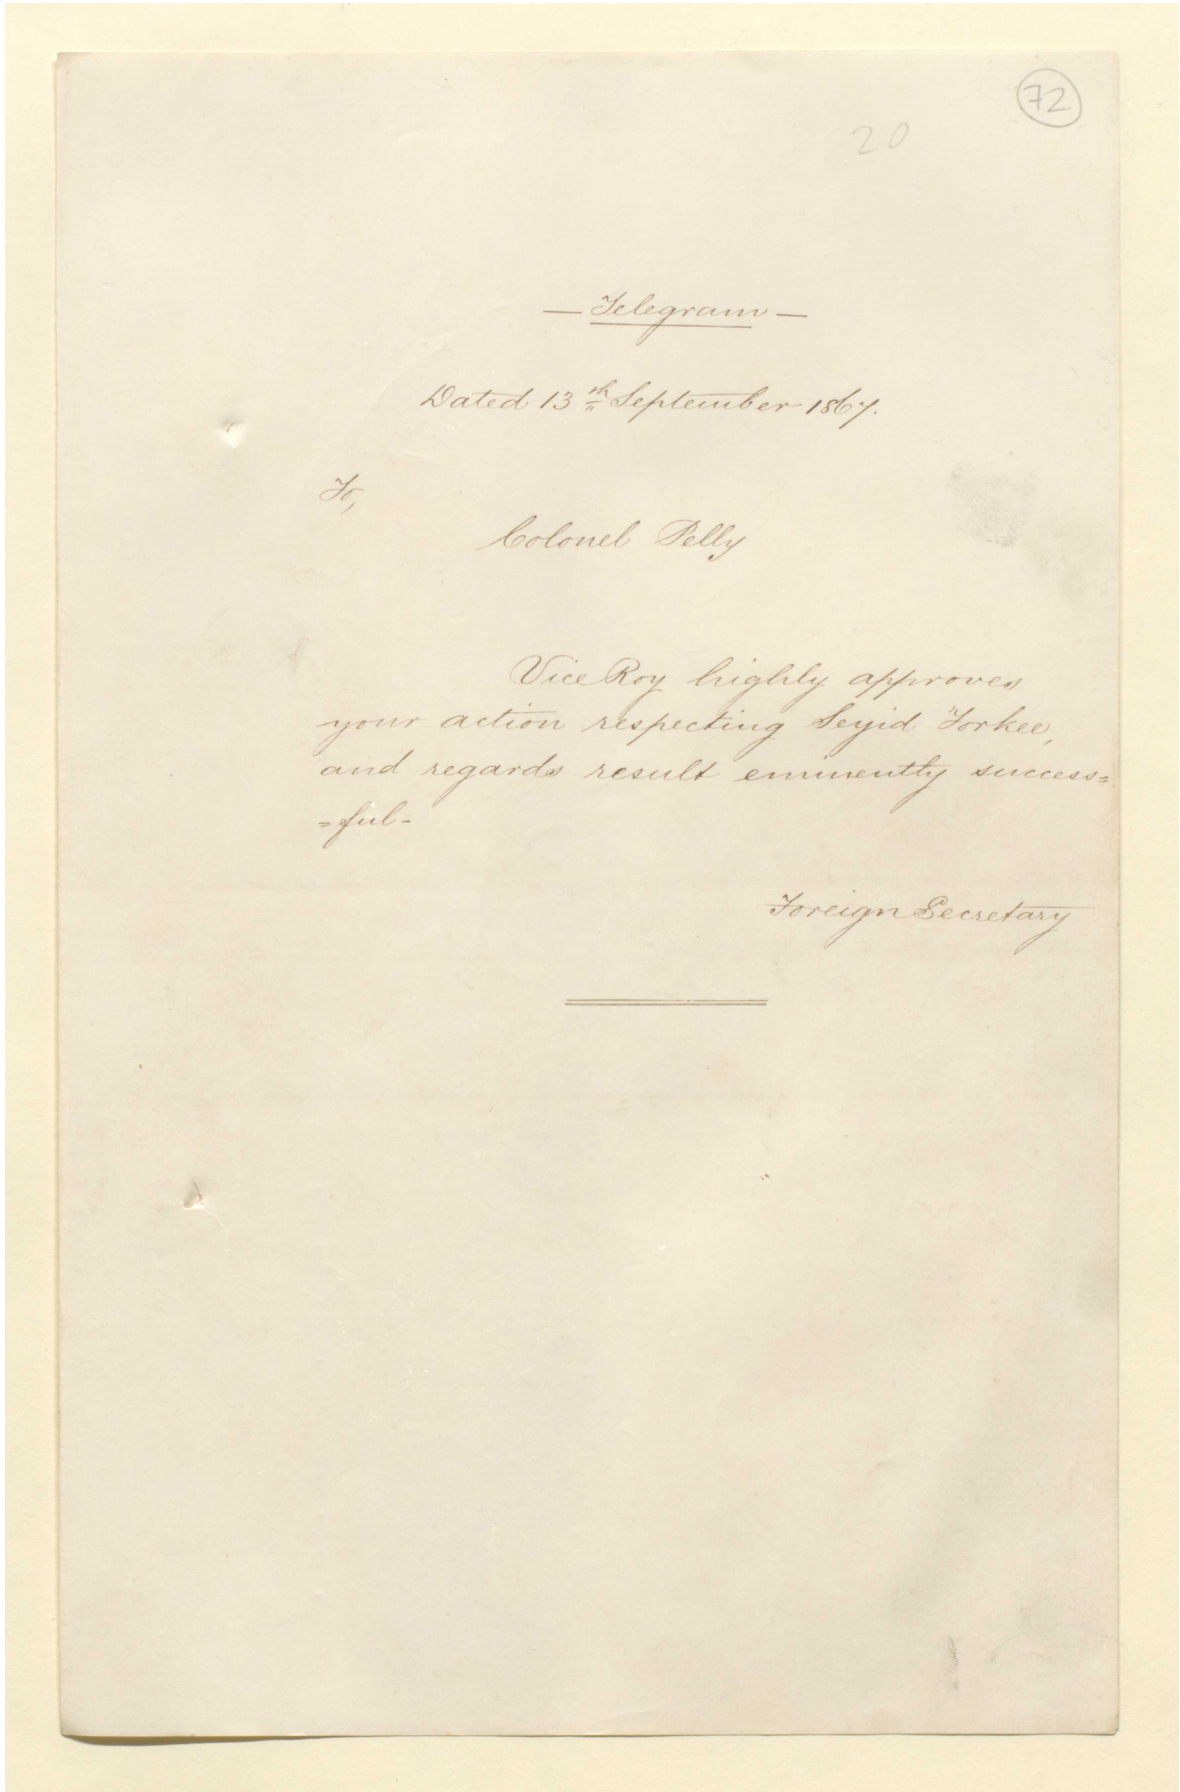 72
20
— Telegram —
Dated 13th September 1867.
To,
Colonel Pelly
Vice Roy highly approves
your action respecting Seyid Torkee,
and regards result eminently success=
=ful-
Foreign Secretary